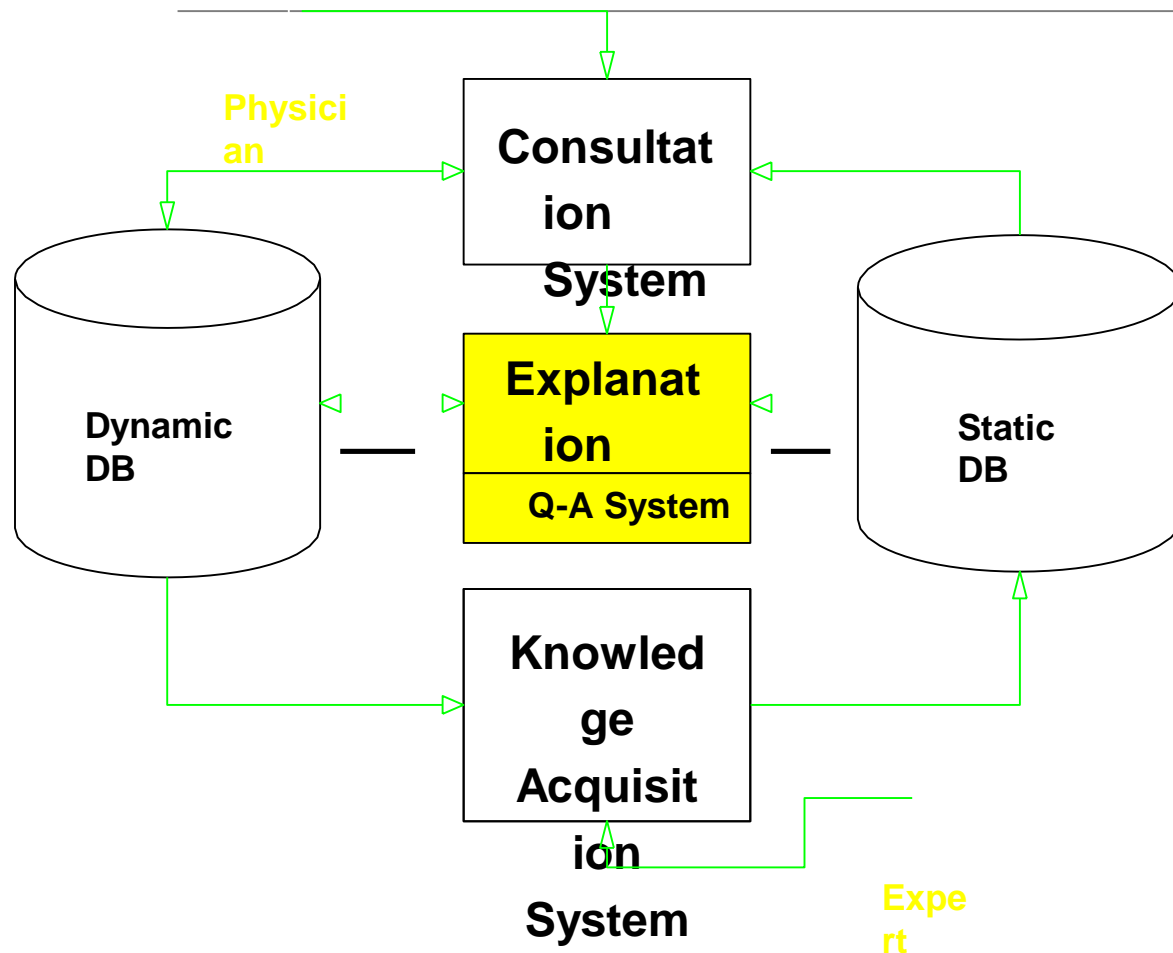 Physici
an
Consultat
ion
System
Explanat
ion
Q-A System
Dynamic
DB
Static
DB
Knowled
ge
Acquisit
ion
System
Expe
rt